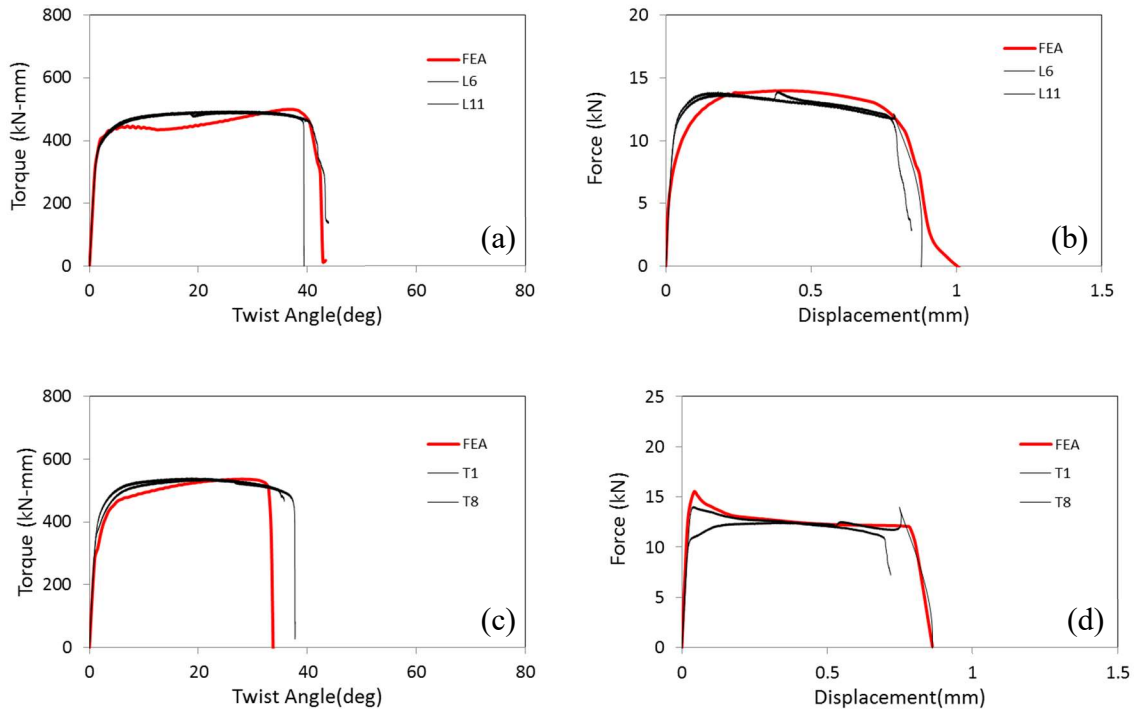 800
600
400
200
0
Torque (kN-mm)
FEA
L6
L11
(a)
0 20 40 60 80
Twist Angle(deg)
20
15
10
5
0
Force (kN)
FEA
L6
L11
(b)
0 0.5 1 1.5
Displacement(mm)
800
600
400
200
0
Torque (kN-mm)
FEA
T1
T8
(c)
0 20 40 60 80
Twist Angle(deg)
25
20
15
10
5
0
Force (kN)
FEA
T1
T8
(d)
0 0.5 1 1.5
Displacement(mm)